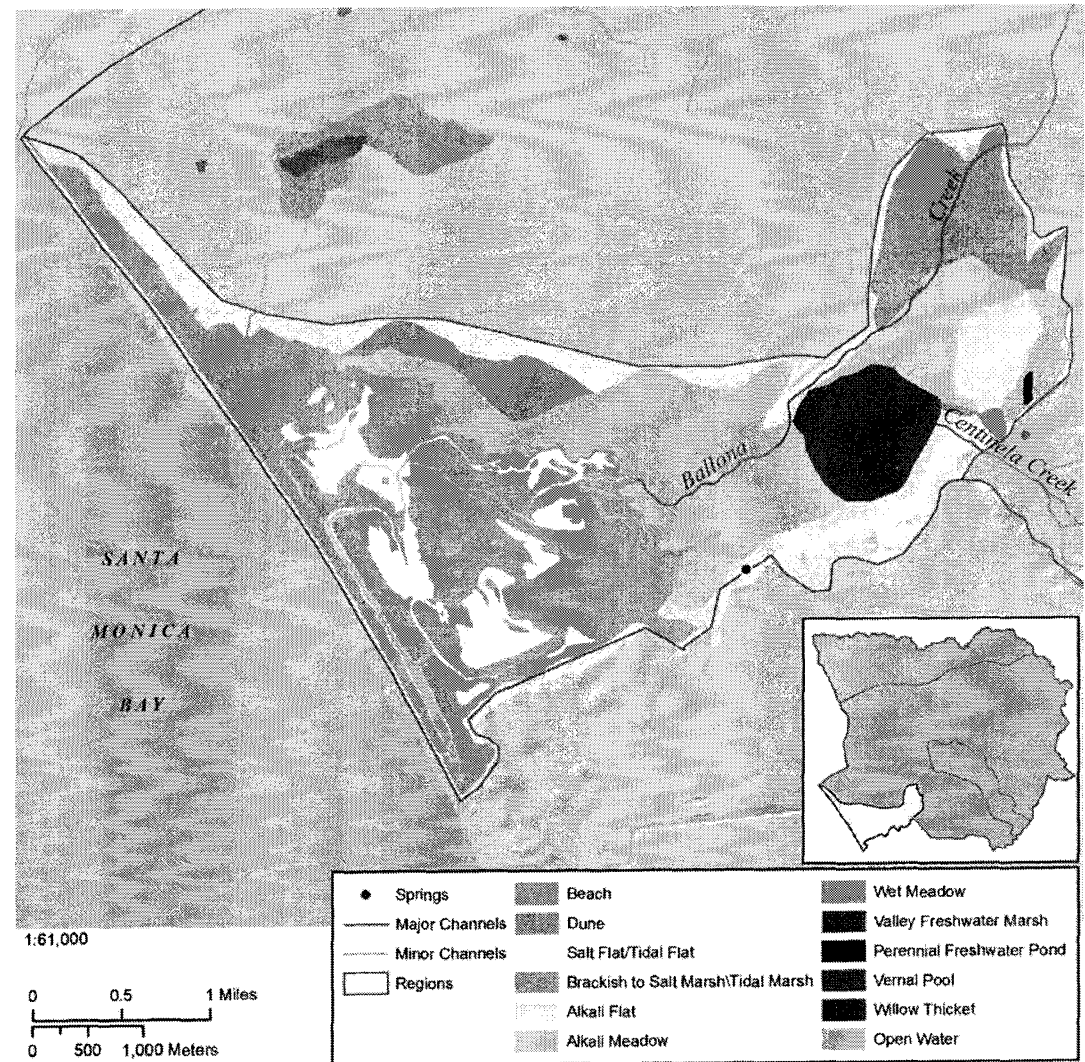 Creek
Ballona
Centinela Creek
SANTA
MONICA
BAY
1:61,000
0 0.5 1 Miles
0 500 1,000 Meters
Springs
Major Channels
Minor Channels
Regions
Beach
Dune
Salt Flat/Tidal Flat
Brackish to Salt Marsh\Tidal Marsh
Alkali Flat
Alkali Meadow
Wet Meadow
Valley Freshwater Marsh
Perennial Freshwater Pond
Vernal Pool
Willow Thicket
Open Water